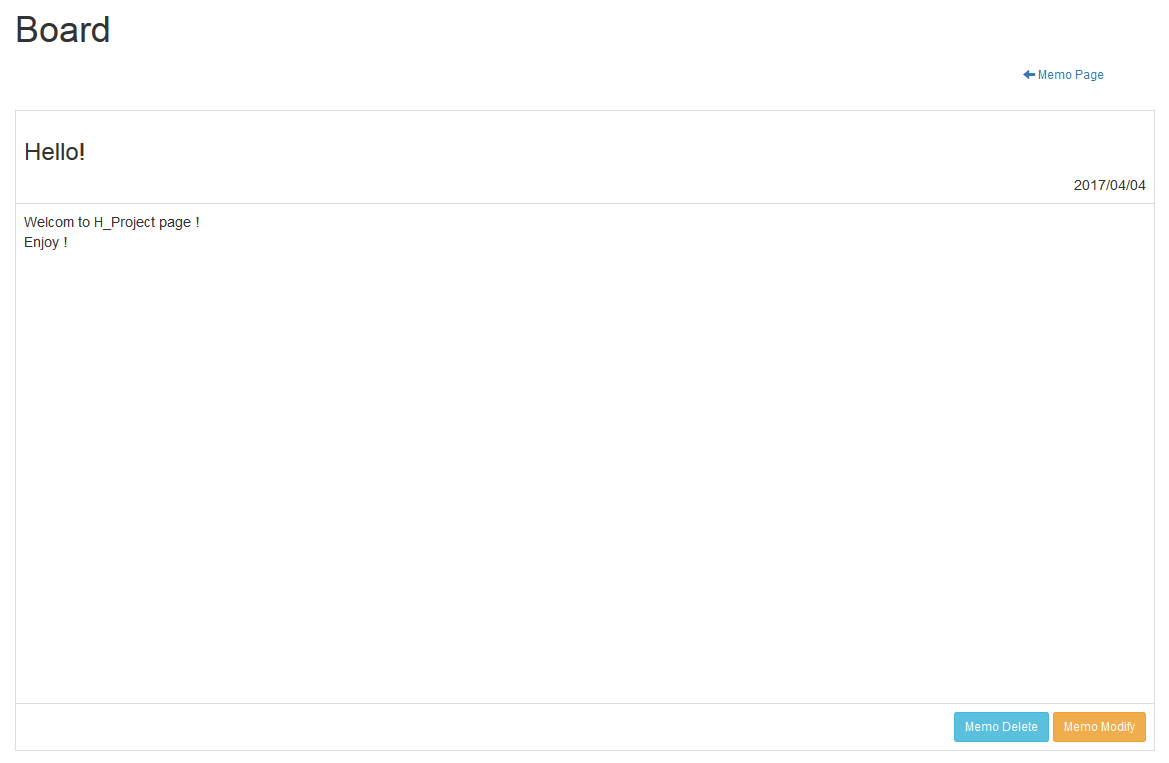 Board
Memo Page
Hello!
2017/04/04
Welcom to H_Project page !
Enjoy !
Memo Delete Memo Modify